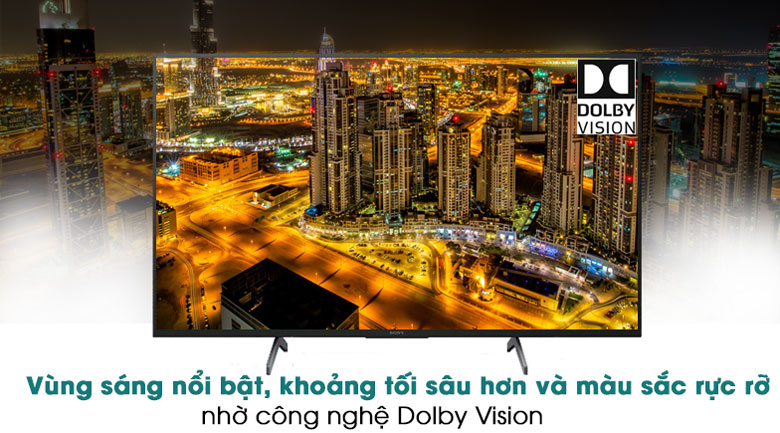 DOLBY
VISION
SONY
Vùng sáng nổi bật, khoảng tối sâu hơn và màu sắc rực rỡ
nhờ công nghệ Dolby Vision